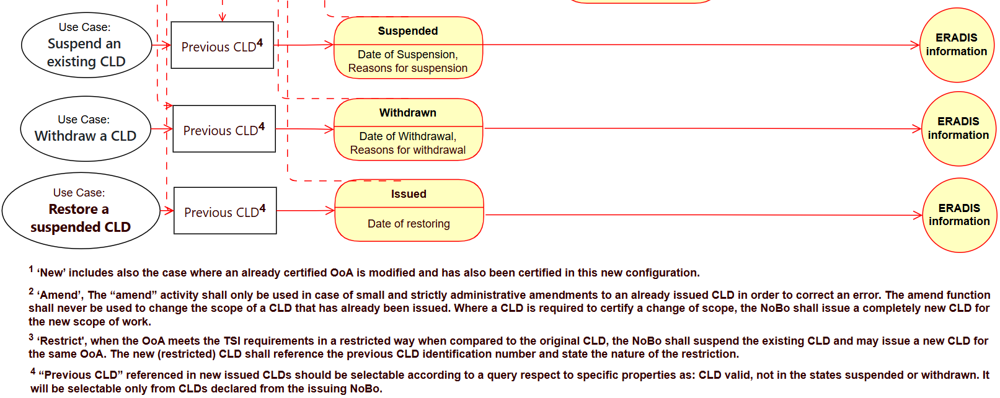 Use Case:
Suspend an
existing CLD
Previous CLD4
Suspended
Date of Suspension,
Reasons for suspension
ERADIS
information
Use Case:
Withdraw a CLD
Previous CLD4
Withdrawn
Date of Withdrawal,
Reasons for withdrawal
ERADIS
information
Use Case:
Restore a
suspended CLD
Previous CLD4
Issued
Date of restoring
ERADIS
information
1 ‘New’ includes also the case where an already certified OoA is modified and has also been certified in this new configuration.
2 ‘Amend’, The “amend” activity shall only be used in case of small and strictly administrative amendments to an already issued CLD in order to correct an error. The amend function
shall never be used to change the scope of a CLD that has already been issued. Where a CLD is required to certify a change of scope, the NoBo shall issue a completely new CLD for
the new scope of work.
3 ‘Restrict', when the OoA meets the TSI requirements in a restricted way when compared to the original CLD, the NoBo shall suspend the existing CLD and may issue a new CLD for
the same OoA. The new (restricted) CLD shall reference the previous CLD identification number and state the nature of the restriction.
4 “Previous CLD” referenced in new issued CLDs should be selectable according to a query respect to specific properties as: CLD valid, not in the states suspended or withdrawn. It
will be selectable only from CLDs declared from the issuing NoBo.